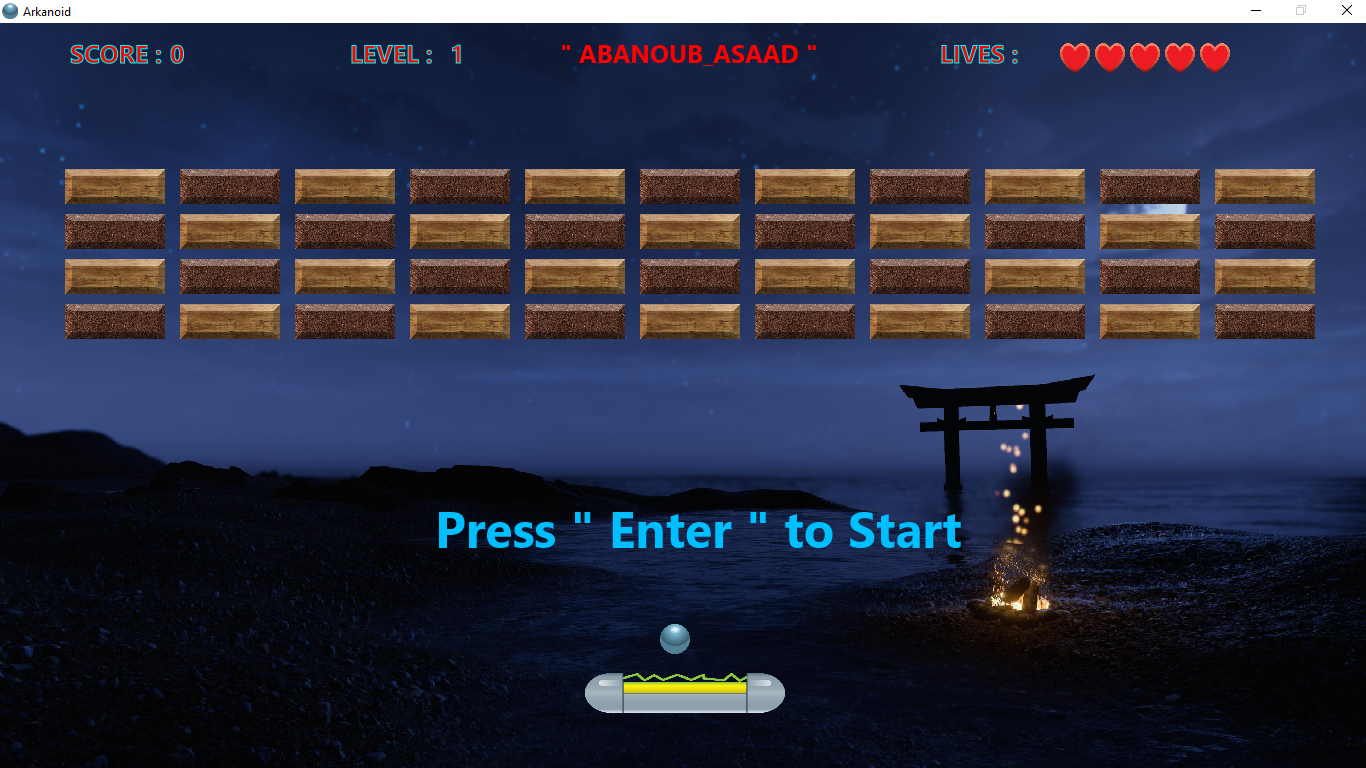 Arkanoid
SCORE : 0 LEVEL : 1 " ABANOUB_ASAAD " LIVES :
Press " Enter " to Start